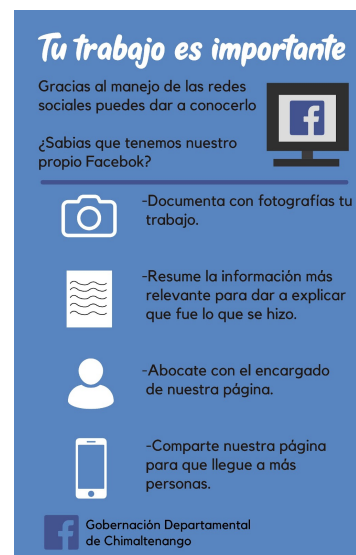 Tu trabajo es importante
Gracias al manejo de las redes
sociales puedes dar a conocerlo
¿Sabias que tenemos nuestro
propio Facebok?
-Documenta con fotografías tu
trabajo.
-Resume la información más
relevante para dar a explicar
que fue lo que se hizo.
-Abocate con el encargado
de nuestra página.
-Comparte nuestra página
para que llegue a más
personas.
Gobernación Departamental
de Chimaltenango